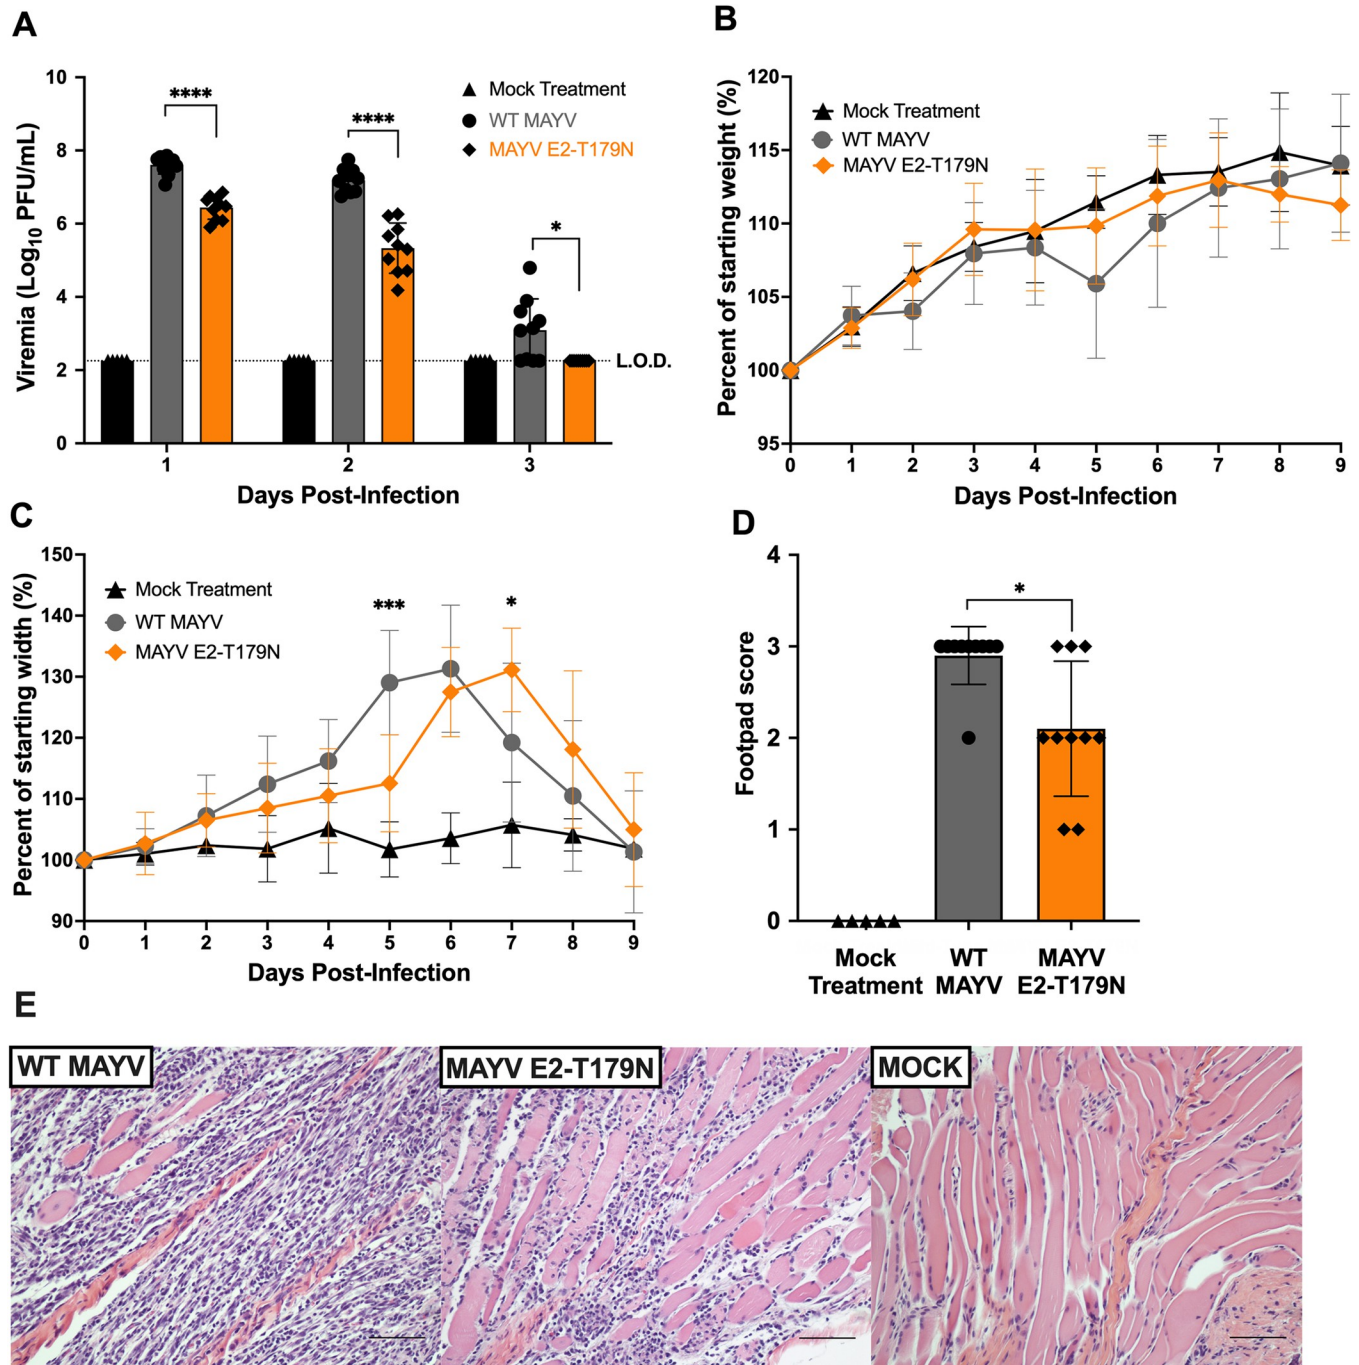 A
Viremia (Log10 PFU/mL)
10
8
6
4
2
0
****
****
*
Mock Treatment
WT MAYV
MAYV E2-T179N
L.O.D.
1
2
3
Days Post-Infection
B
Percent of starting weight (%)
120
115
110
105
100
95
Mock Treatment
WT MAYV
MAYV E2-T179N
0 1 2 3 4 5 6 7 8 9
Days Post-Infection
C
Percent of starting width (%)
150
140
130
120
110
100
90
Mock Treatment
WT MAYV
MAYV E2-T179N
***
*
0 1 2 3 4 5 6 7 8 9
Days Post-Infection
D
Footpad score
4
3
2
1
0
*
Mock Treatment
WT MAYV
MAYV E2-T179N
E
WT MAYV
MAYV E2-T179N
MOCK